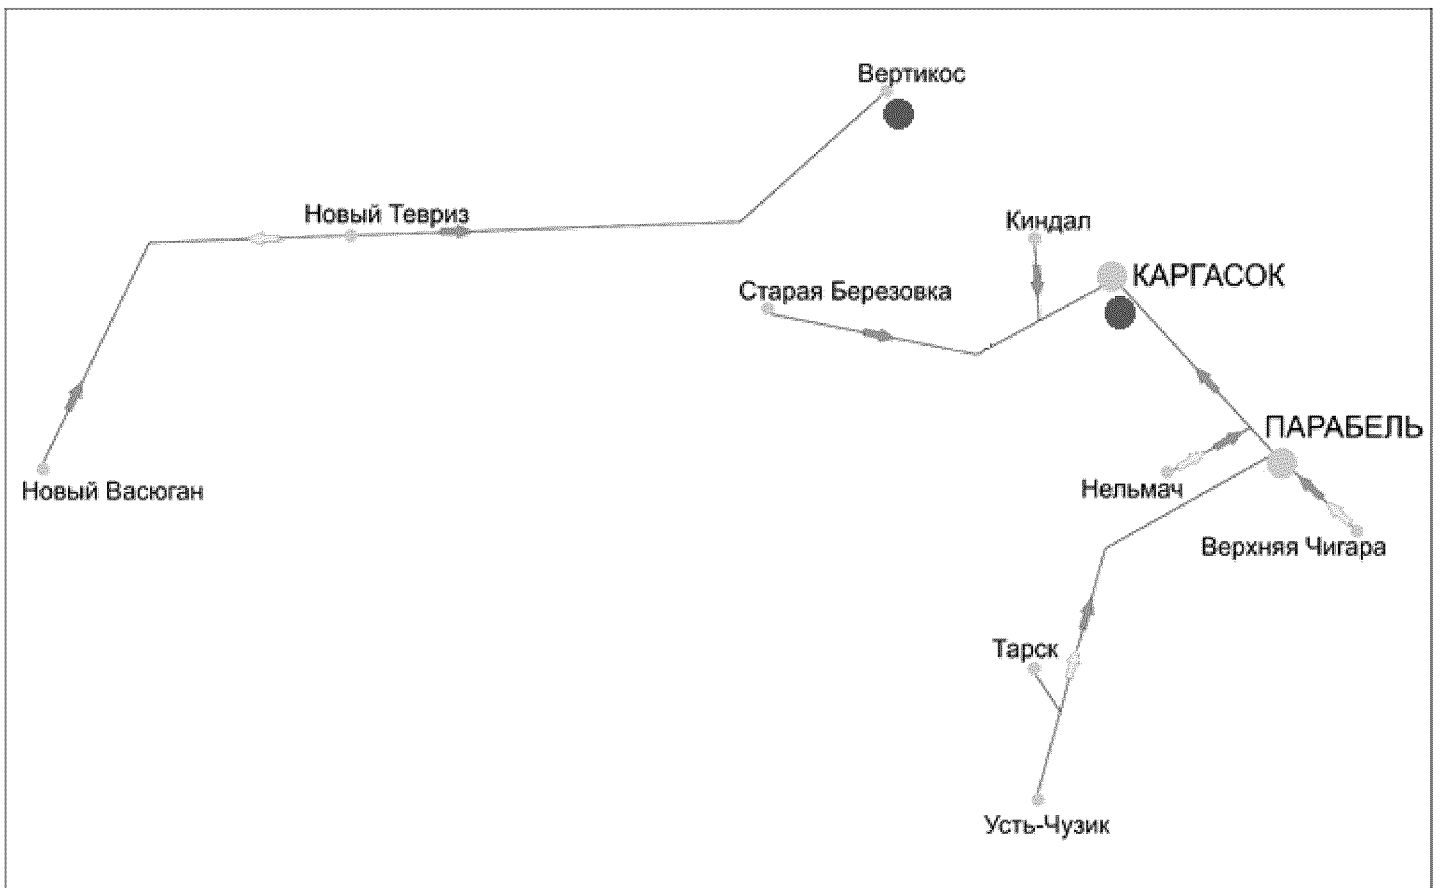 Вертикос
Новый Тевриз
Киндал
КАРГАСОК
Старая Березовка
ПАРАБЕЛЬ
Нельмач
Новый Васюган
Верхняя Чигара
Тарск
Усть-Чузик